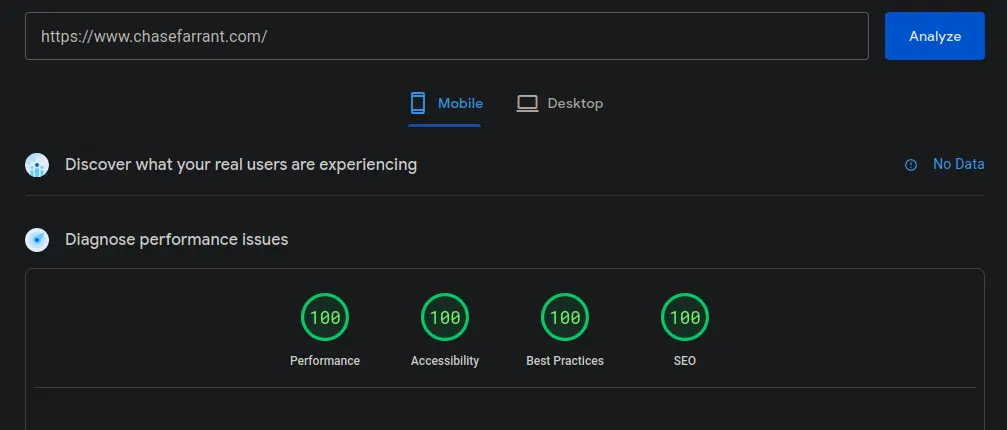 https://www.chasefarrant.com/
Analyze
Mobile
Desktop
Discover what your real users are experiencing
No Data
Diagnose performance issues
100
100
100
100
Performance
Accessibility
Best Practices
SEO